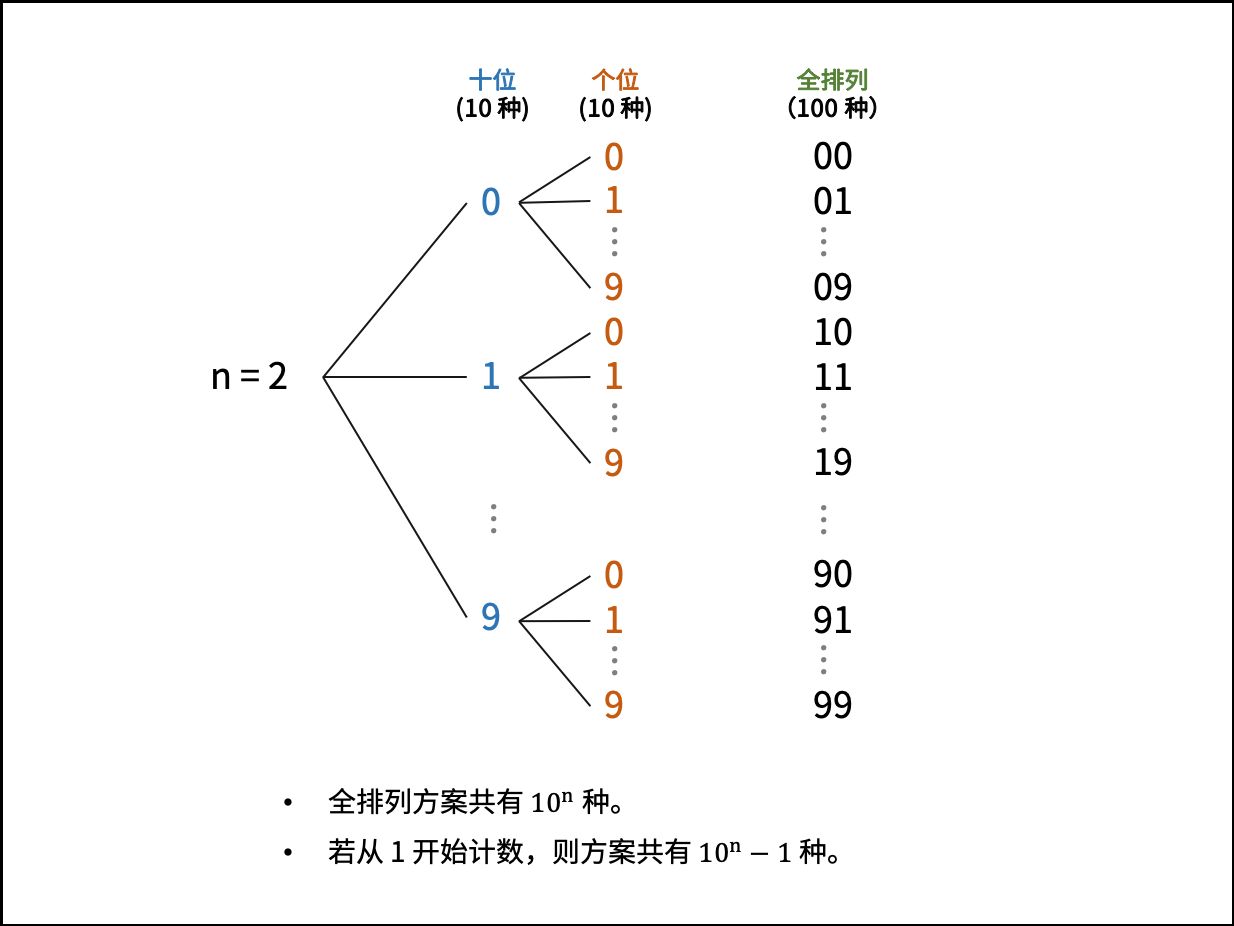 十位 个位 全排列
(10 种) (10 种) （100 种）
0 00
0 1 01
⋮ ⋮
9 09
0 10
n = 2 1 1 11
⋮ ⋮
9 19
⋮ ⋮
0 90
9 1 91
⋮ ⋮
9 99
• 全排列方案共有 10ⁿ 种。
• 若从 1 开始计数，则方案共有 10ⁿ − 1 种。